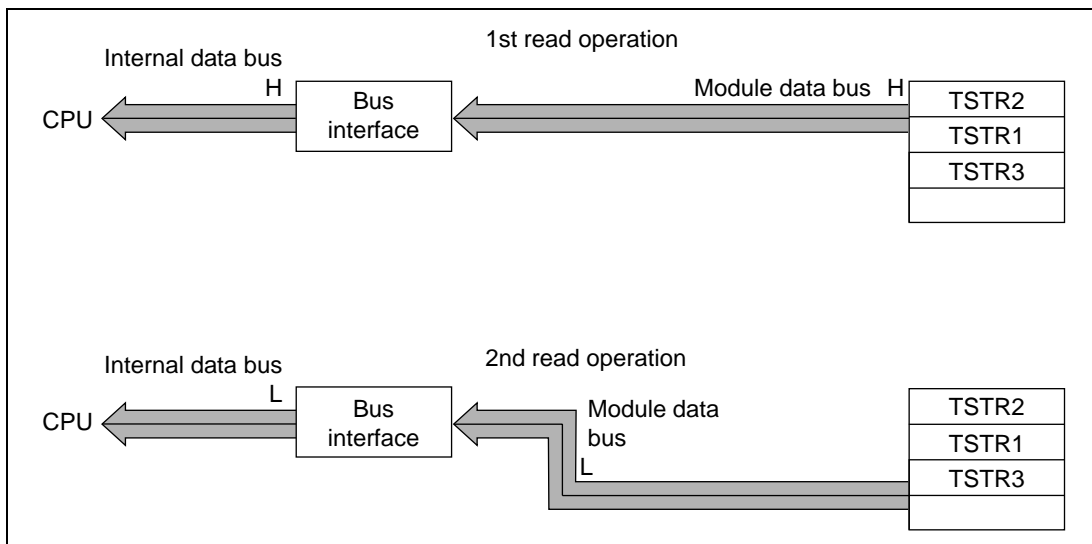 1st read operation
Internal data bus
H
Module data bus H
CPU
Bus
interface
TSTR2
TSTR1
TSTR3
2nd read operation
Internal data bus
L
Module data
bus
L
CPU
Bus
interface
TSTR2
TSTR1
TSTR3